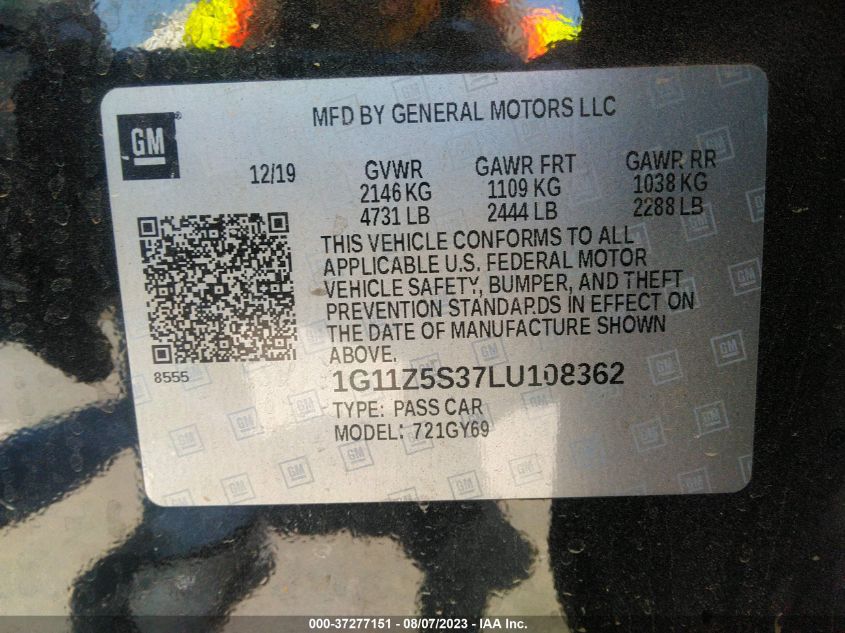 MFD BY GENERAL MOTORS LLC
GM
12/19
GVWR GAWR FRT GAWR RR
2146 KG 1109 KG 1038 KG
4731 LB 2444 LB 2288 LB
THIS VEHICLE CONFORMS TO ALL
APPLICABLE U.S. FEDERAL MOTOR
VEHICLE SAFETY, BUMPER, AND THEFT
PREVENTION STANDARDS IN EFFECT ON
THE DATE OF MANUFACTURE SHOWN
ABOVE.
8555
1G11Z5S37LU108362
TYPE: PASS CAR
MODEL: 721GY69
000-37277151 - 08/07/2023 - IAA Inc.